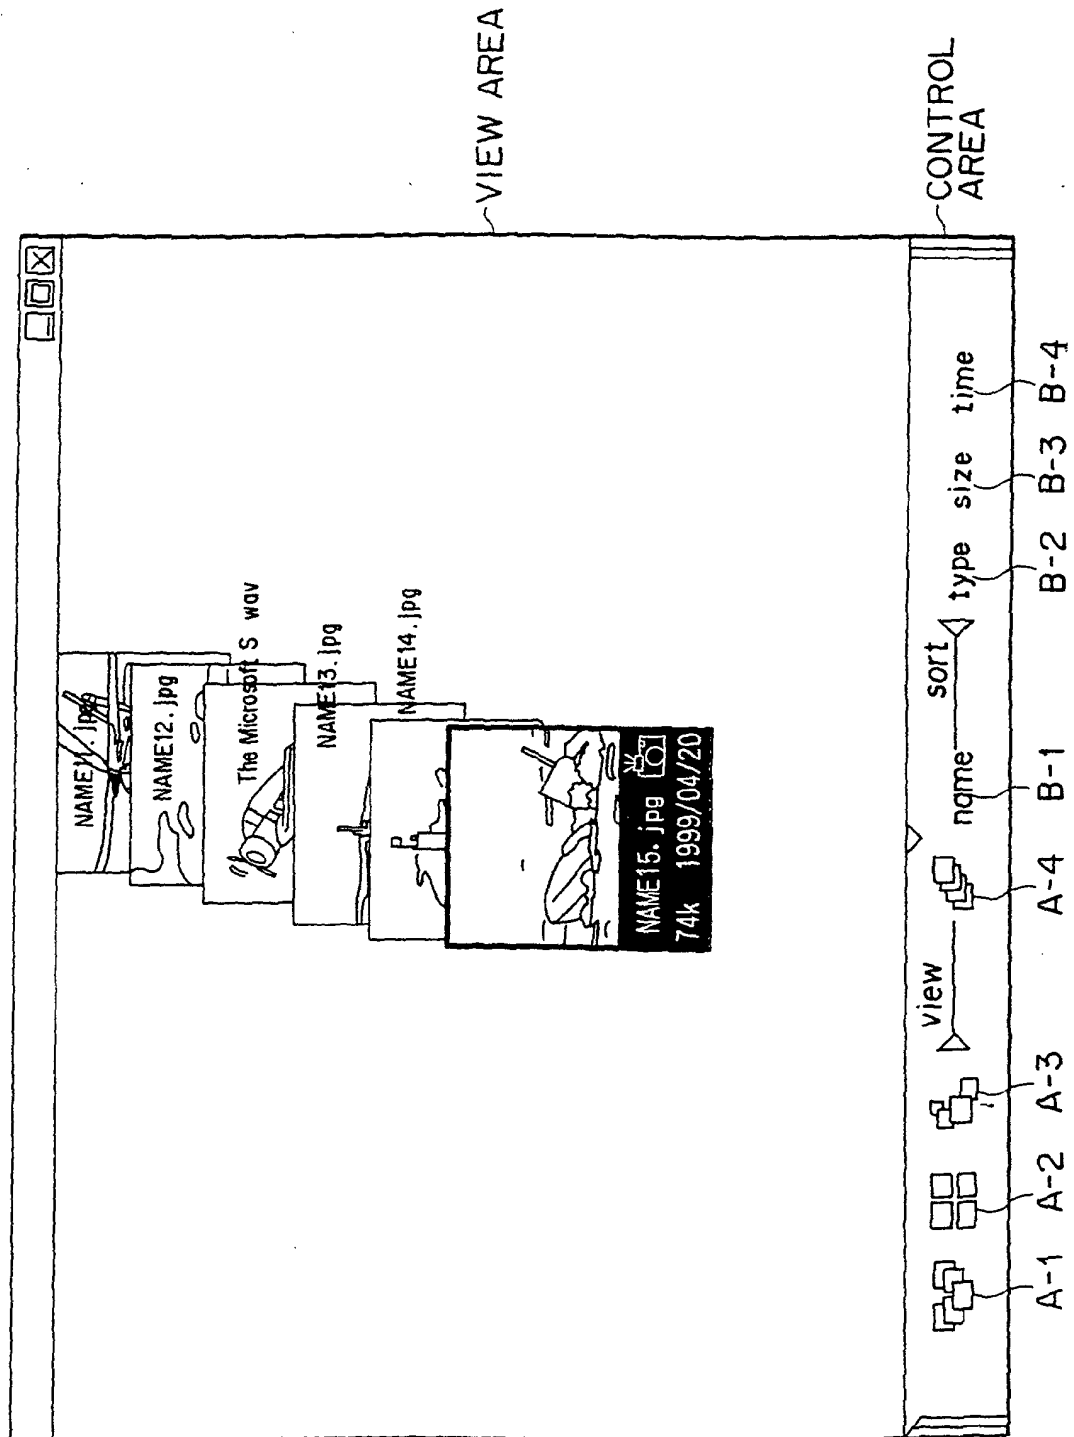 VIEW AREA
NAME11.jpeg
NAME12.jpg
The Microsoft S wav
NAME13.jpg
NAME14.jpg
NAME15.jpg
74k 1999/04/20
CONTROL
AREA
view
sort
name
type
size
time
A-1
A-2
A-3
A-4
B-1
B-2
B-3
B-4